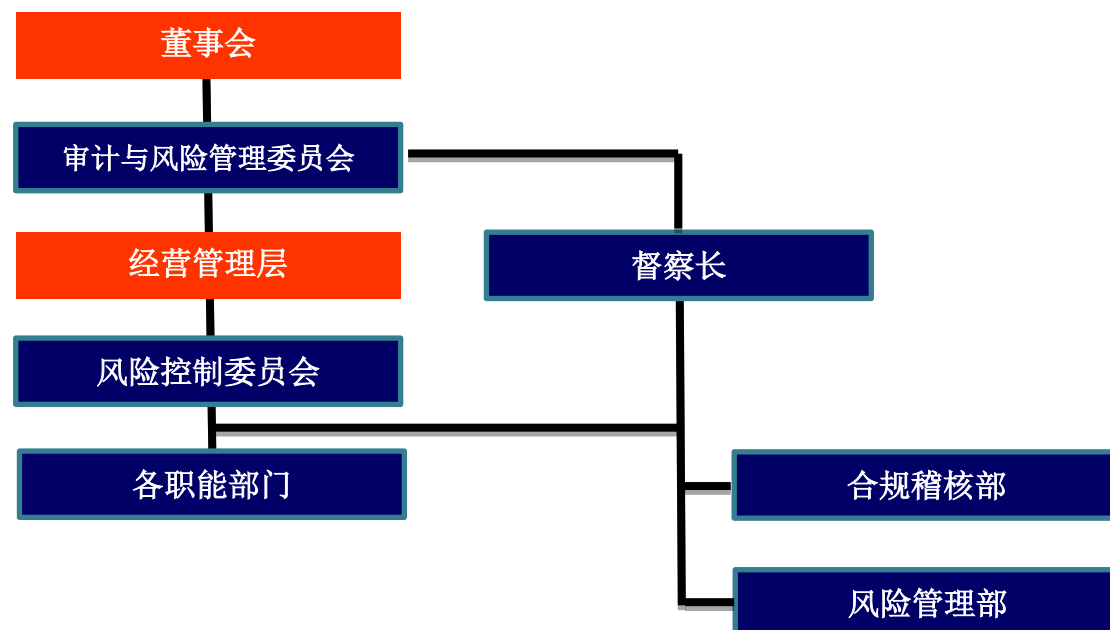 董事会
审计与风险管理委员会
经营管理层
督察长
风险控制委员会
各职能部门
合规稽核部
风险管理部